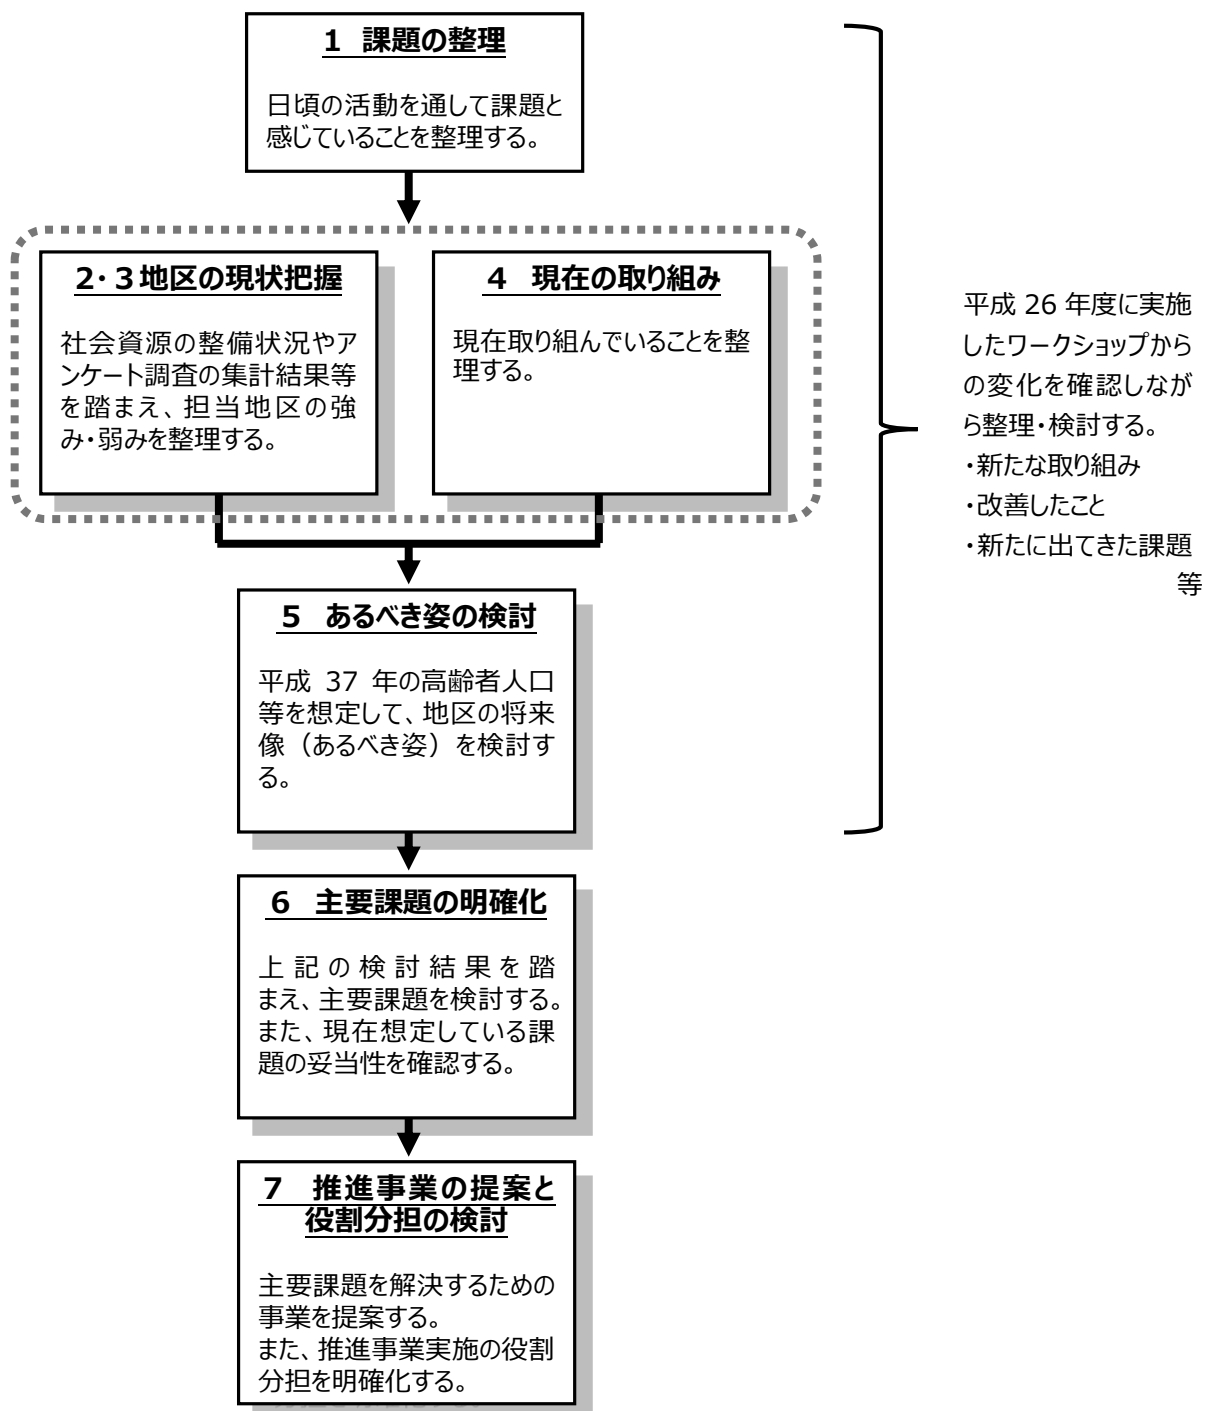 1 課題の整理
日頃の活動を通して課題と
感じていることを整理する。
2・3地区の現状把握
社会資源の整備状況やア
ンケート調査の集計結果等
を踏まえ、担当地区の強
み・弱みを整理する。
4 現在の取り組み
現在取り組んでいることを整
理する。
5 あるべき姿の検討
平成 37 年の高齢者人口
等を想定して、地区の将来
像（あるべき姿）を検討す
る。
6 主要課題の明確化
上記の検討結果を踏
まえ、主要課題を検討する。
また、現在想定している課
題の妥当性を確認する。
7 推進事業の提案と
役割分担の検討
主要課題を解決するための
事業を提案する。
また、推進事業実施の役割
分担を明確化する。
平成 26 年度に実施
したワークショップから
の変化を確認しなが
ら整理・検討する。
・新たな取り組み
・改善したこと
・新たに出てきた課題
等